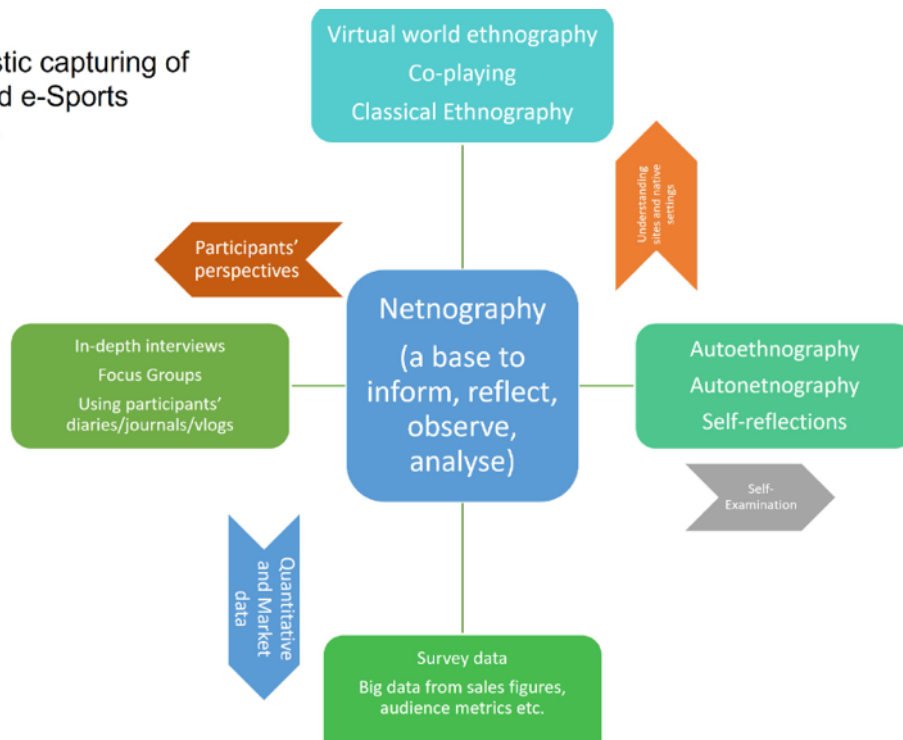 stic capturing of
d e-Sports
Virtual world ethnography
Co-playing
Classical Ethnography
Understanding
sites and native
settings
Participants'
perspectives
Netnography
(a base to
inform, reflect,
observe,
analyse)
In-depth interviews
Focus Groups
Using participants'
diaries/journals/vlogs
Autoethnography
Autonetnography
Self-reflections
Self-
Examination
Quantitative
and Market
data
Survey data
Big data from sales figures,
audience metrics etc.